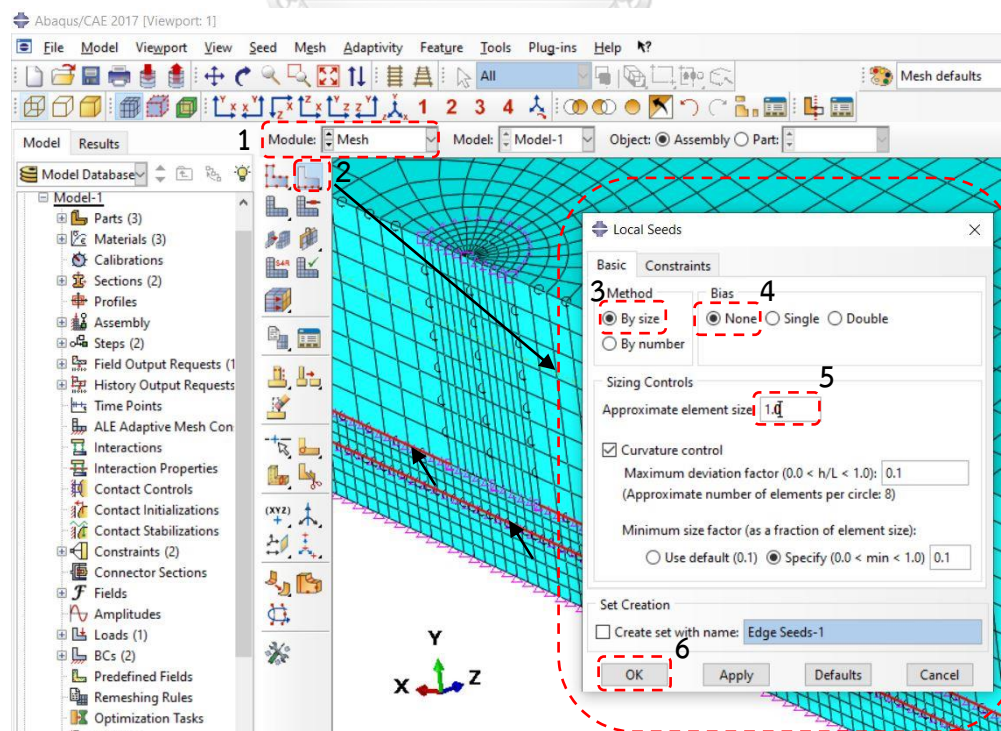 Abaqus/CAE 2017 [Viewport: 1]
File Model Viewport View Seed Mesh Adaptivity Feature Tools Plug-ins Help
All Mesh defaults
1 2 3 4
Model Results
1 Module: Mesh Model: Model-1 Object: Assembly Part:
Model Database
2
Model-1
Parts (3)
Materials (3)
Calibrations
Sections (2)
Profiles
Assembly
Steps (2)
Field Output Requests (1
History Output Requests
Time Points
ALE Adaptive Mesh Con
Interactions
Interaction Properties
Contact Controls
Contact Initializations
Contact Stabilizations
Constraints (2)
Connector Sections
Fields
Amplitudes
Loads (1)
BCs (2)
Predefined Fields
Remeshing Rules
Optimization Tasks
S4R
(XYZ)
Y
X
Z
Local Seeds
Basic Constraints
3 Method Bias 4
By size None Single Double
By number
Sizing Controls 5
Approximate element size: 1.0
Curvature control
Maximum deviation factor (0.0 < h/L < 1.0): 0.1
(Approximate number of elements per circle: 8)
Minimum size factor (as a fraction of element size):
Use default (0.1) Specify (0.0 < min < 1.0) 0.1
Set Creation
Create set with name: Edge Seeds-1
6
OK Apply Defaults Cancel